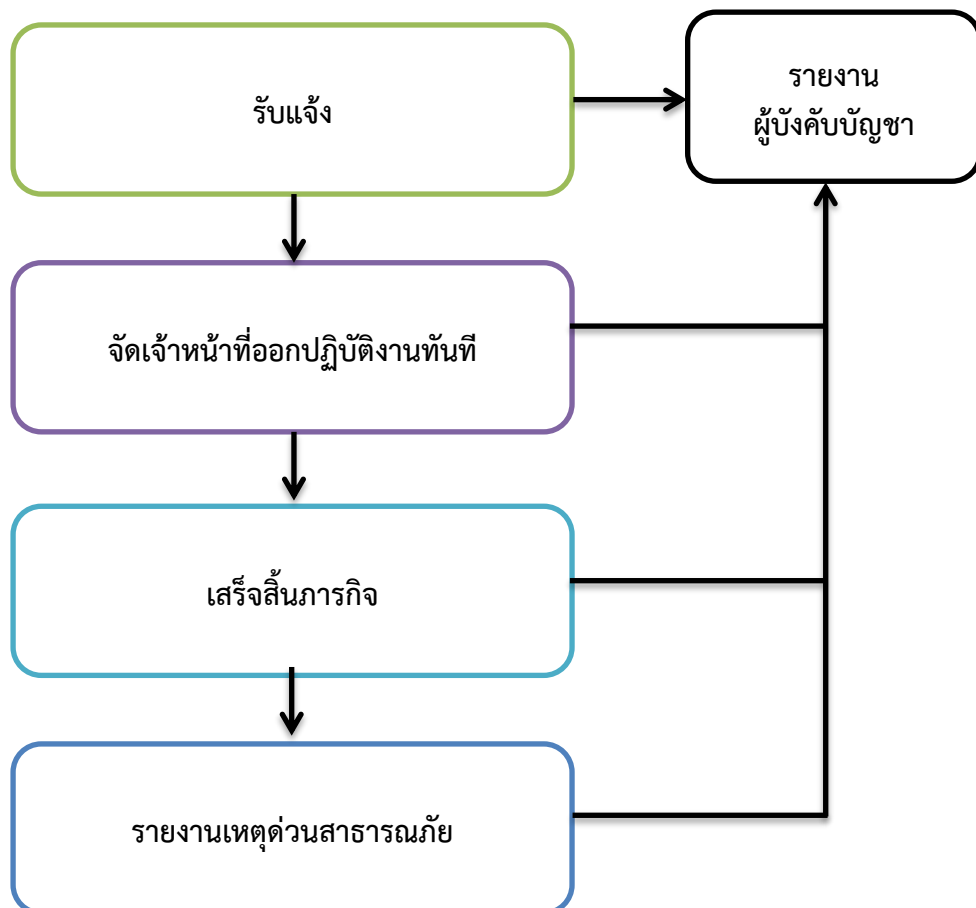 รับแจ้ง
รายงาน
ผู้บังคับบัญชา
จัดเจ้าหน้าที่ออกปฏิบัติงานทันที
เสร็จสิ้นภารกิจ
รายงานเหตุด่วนสาธารณภัย